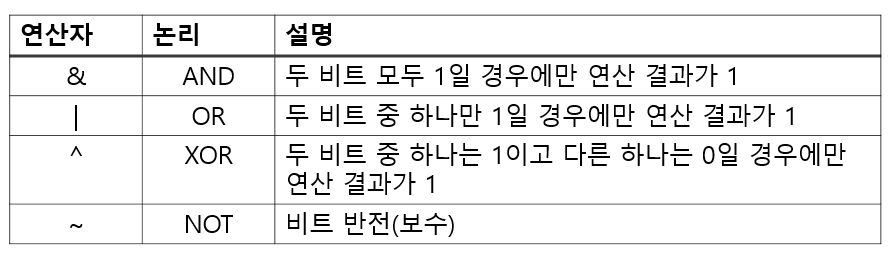 연산자 논리 설명
& AND 두 비트 모두 1일 경우에만 연산 결과가 1
| OR 두 비트 중 하나만 1일 경우에만 연산 결과가 1
^ XOR 두 비트 중 하나는 1이고 다른 하나는 0일 경우에만
연산 결과가 1
~ NOT 비트 반전(보수)